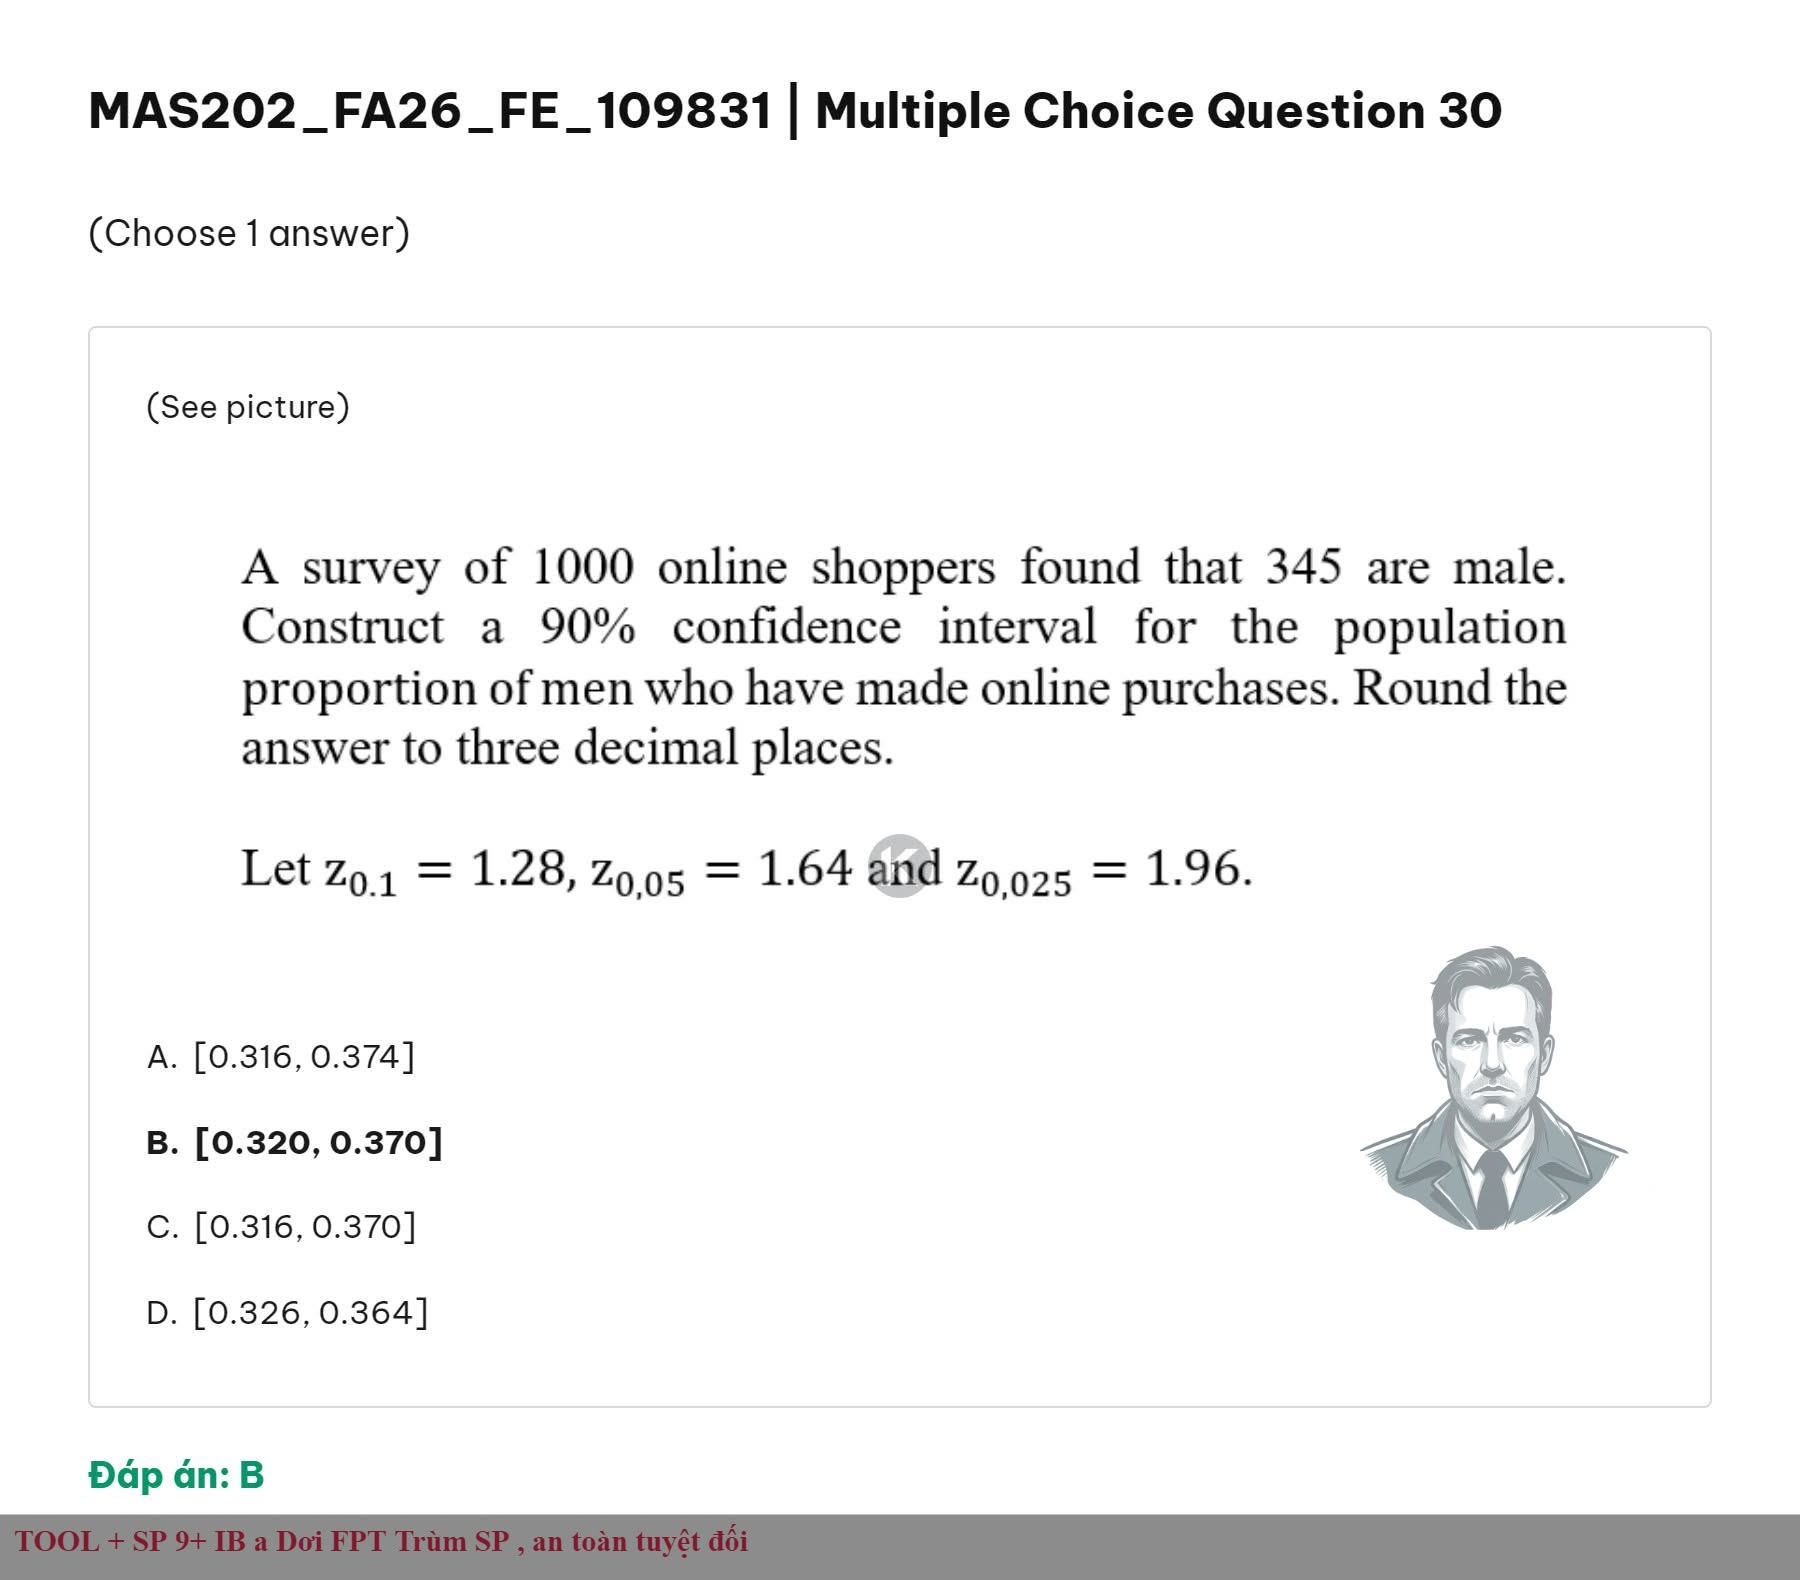 MAS202_FA26_FE_109831 | Multiple Choice Question 30
(Choose 1 answer)
(See picture)
A survey of 1000 online shoppers found that 345 are male.
Construct a 90% confidence interval for the population
proportion of men who have made online purchases. Round the
answer to three decimal places.
Let z₀.₁ = 1.28, z₀,₀₅ = 1.64 and z₀,₀₂₅ = 1.96.
A. [0.316, 0.374]
B. [0.320, 0.370]
C. [0.316, 0.370]
D. [0.326, 0.364]
Đáp án: B
TOOL + SP 9+ IB a Dơi FPT Trùm SP , an toàn tuyệt đối